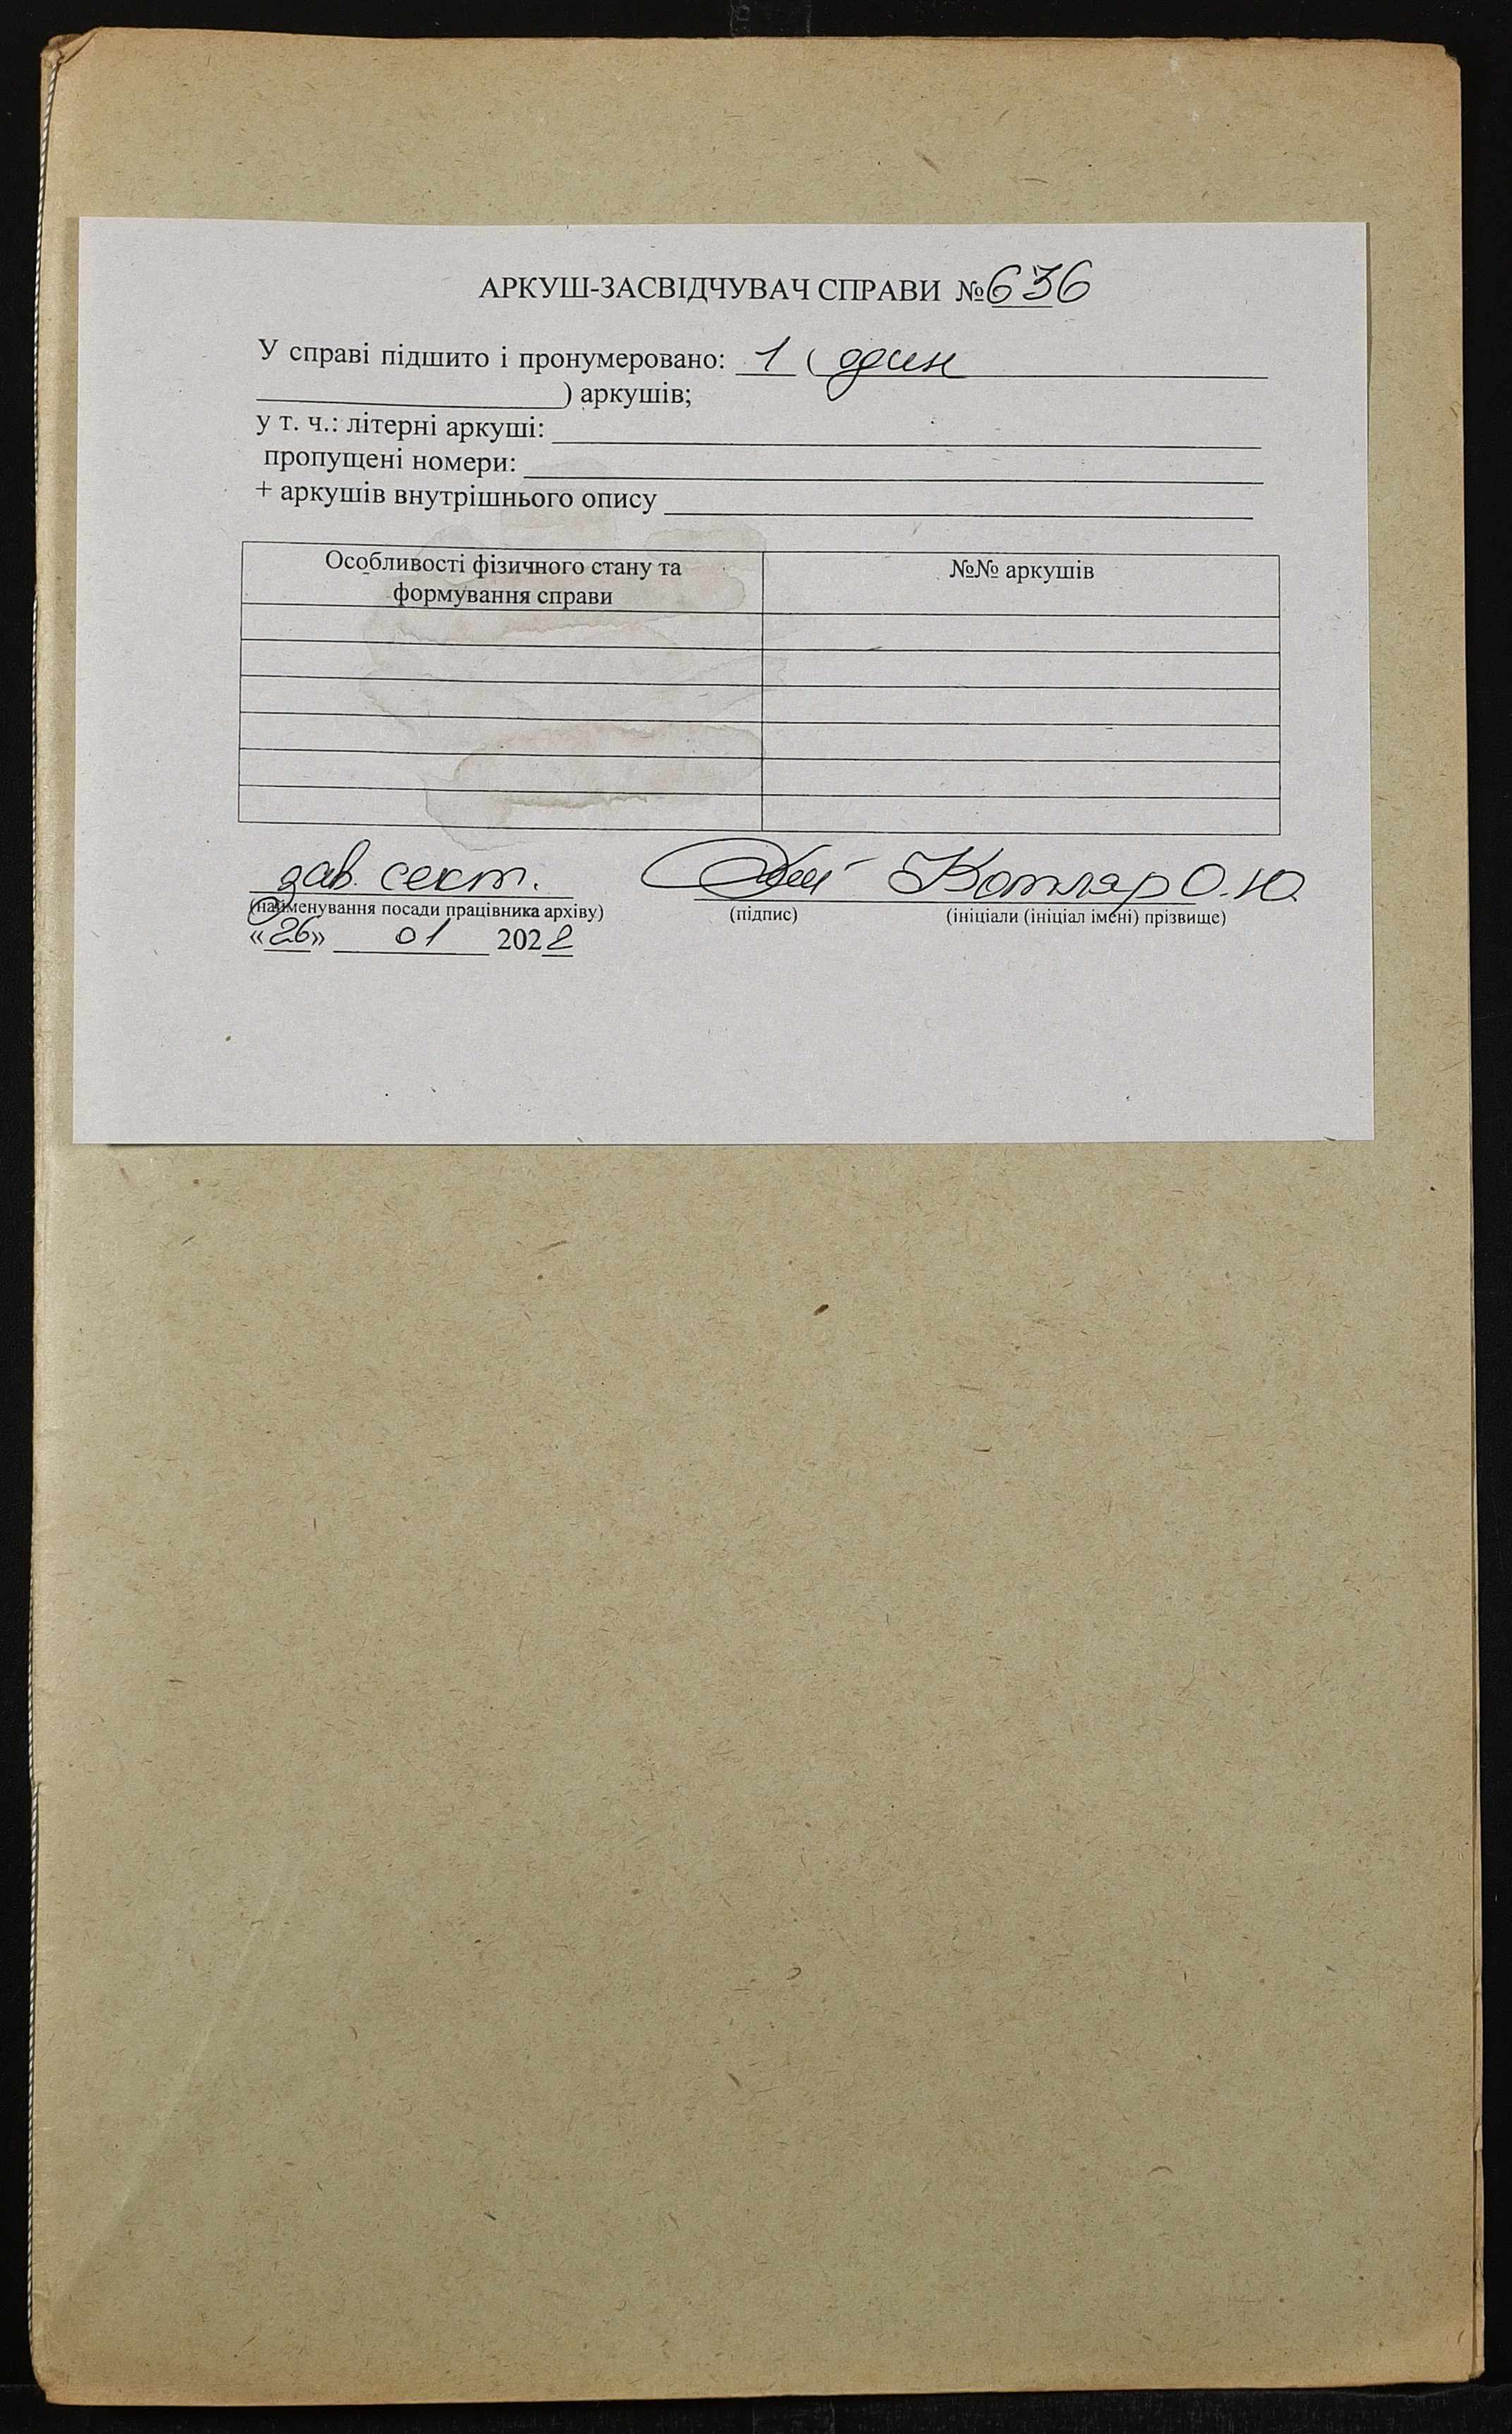 АРКУШ-ЗАСВІДЧУВАЧ СПРАВИ №636
У справі підшито і пронумеровано: 1 ( один
) аркушів;
у т. ч.: літерні аркуші:
пропущені номери:
+ аркушів внутрішнього опису
Особливості фізичного стану та №№ аркушів
формування справи
зав. сект. Котляр О.Ю.
(найменування посади працівника архіву) (підпис) (ініціали (ініціал імені) прізвище)
«26» 01 2022